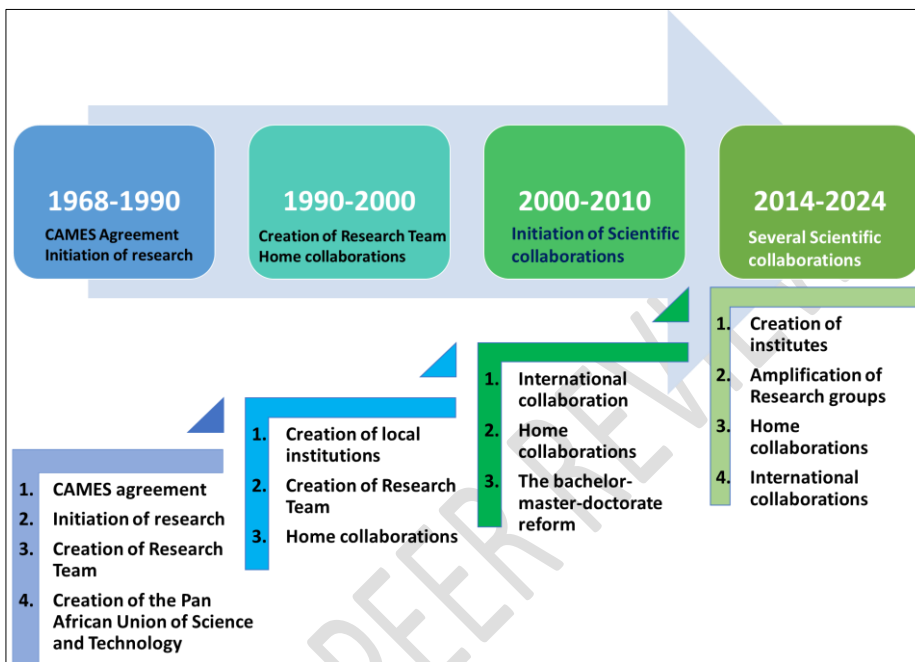 1968-1990
CAMES Agreement
Initiation of research
1990-2000
Creation of Research Team
Home collaborations
2000-2010
Initiation of Scientific
collaborations
2014-2024
Several Scientific
collaborations
1. CAMES agreement
2. Initiation of research
3. Creation of Research
Team
4. Creation of the Pan
African Union of Science
and Technology
1. Creation of local
institutions
2. Creation of Research
Team
3. Home collaborations
1. International
collaboration
2. Home
collaborations
3. The bachelor-
master-doctorate
reform
1. Creation of
institutes
2. Amplification of
Research groups
3. Home
collaborations
4. International
collaborations
PEER REVIEW